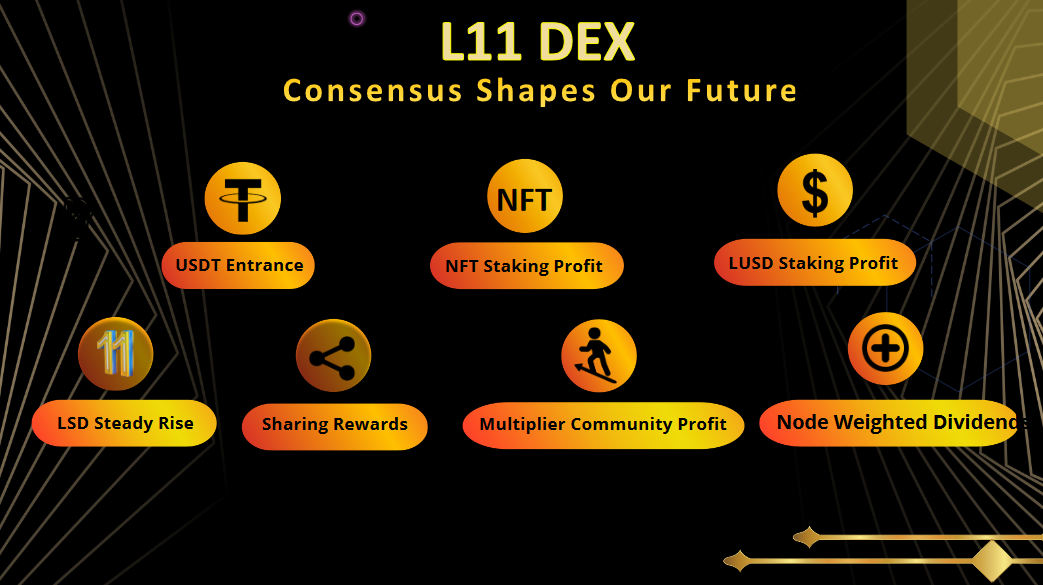 L11 DEX
Consensus Shapes Our Future
NFT
$
USDT Entrance
NFT Staking Profit
LUSD Staking Profit
11
LSD Steady Rise
Sharing Rewards
Multiplier Community Profit
Node Weighted Dividends